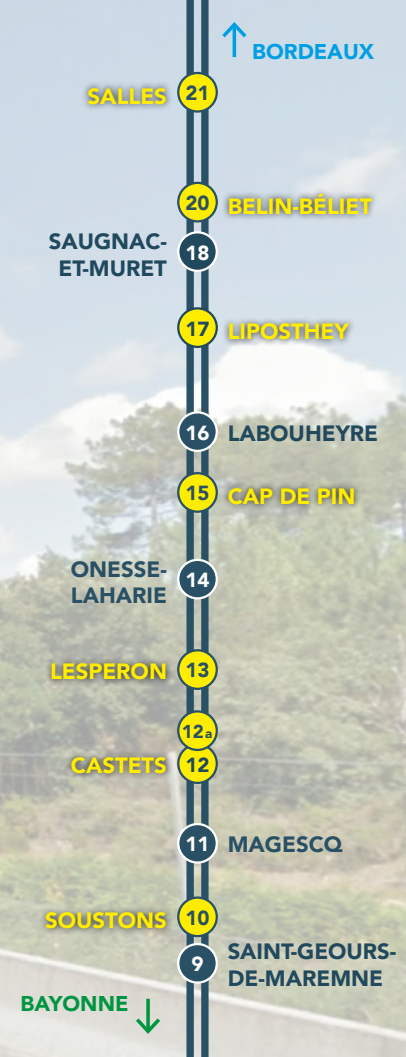 ↑ BORDEAUX
SALLES 21
20 BELIN-BÉLIET
SAUGNAC-
ET-MURET 18
17 LIPOSTHEY
16 LABOUHEYRE
15 CAP DE PIN
ONESSE-
LAHARIE 14
LESPERON 13
12a
CASTETS 12
11 MAGESCQ
SOUSTONS 10
9 SAINT-GEOURS-
DE-MAREMNE
BAYONNE ↓